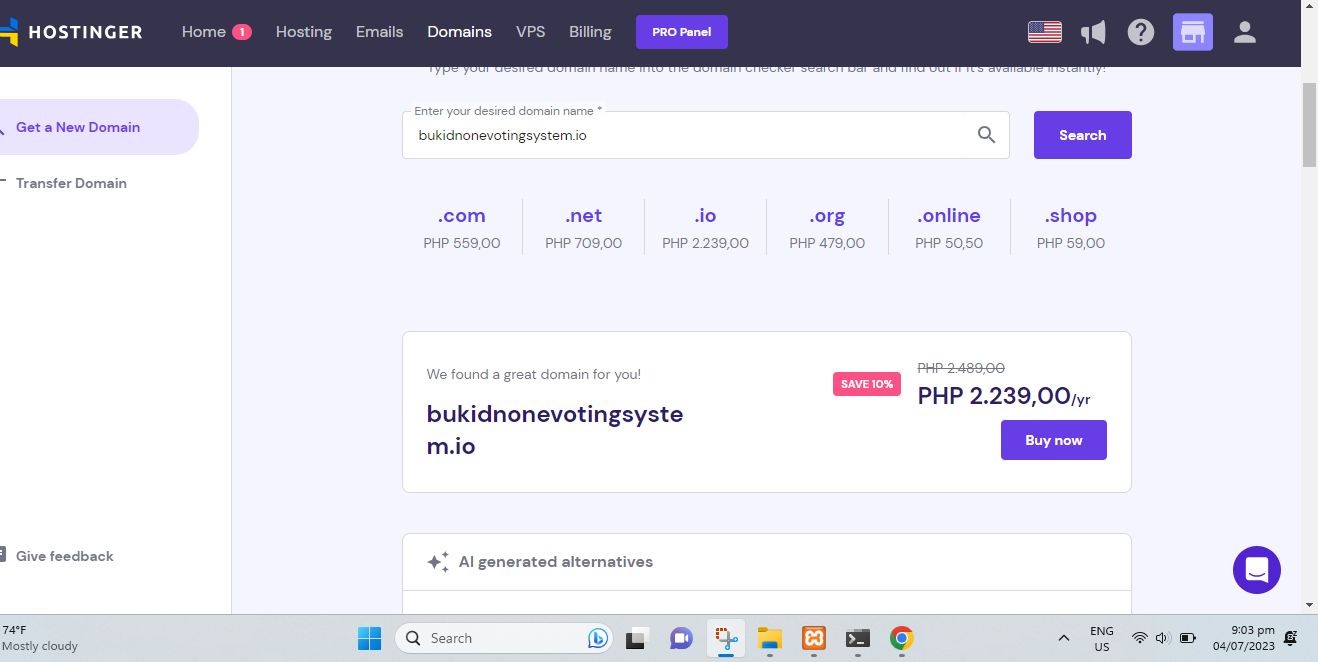 HOSTINGER Home 1 Hosting Emails Domains VPS Billing PRO Panel
Type your desired domain name into the domain checker search bar and find out if it's available instantly!
Get a New Domain
Transfer Domain
Give feedback
Enter your desired domain name *
bukidnonevotingsystem.io
Search
.com .net .io .org .online .shop
PHP 559,00 PHP 709,00 PHP 2.239,00 PHP 479,00 PHP 50,50 PHP 59,00
We found a great domain for you!
bukidnonevotingsyste
m.io
SAVE 10%
PHP 2.489,00
PHP 2.239,00/yr
Buy now
AI generated alternatives
74°F
Mostly cloudy
Search
ENG
US
9:03 pm
04/07/2023